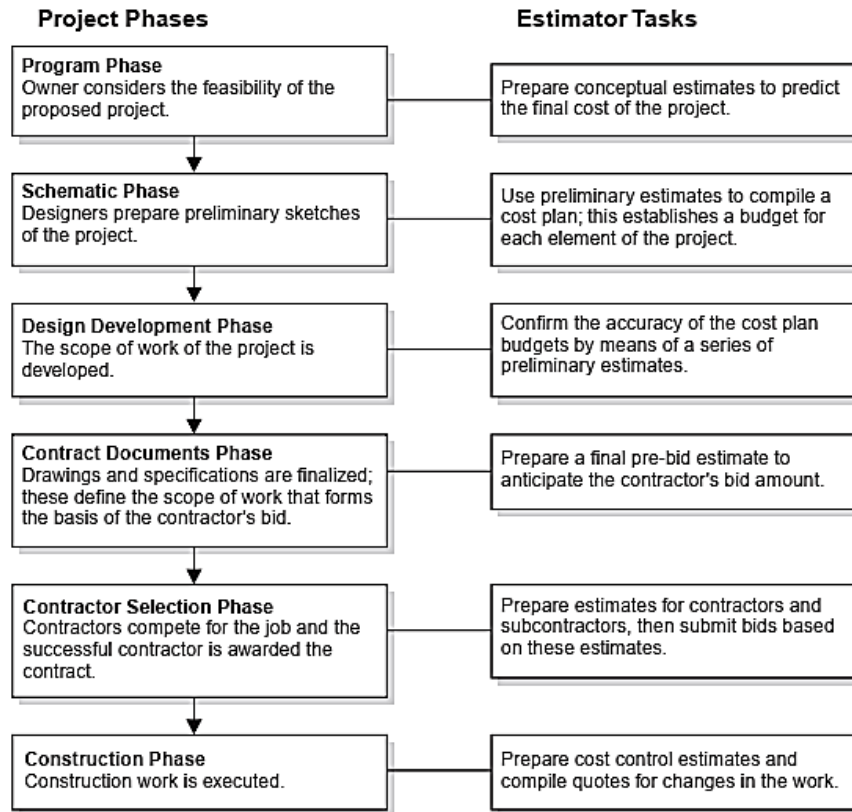 Project Phases
Estimator Tasks
Program Phase
Owner considers the feasibility of the
proposed project.
Prepare conceptual estimates to predict
the final cost of the project.
Schematic Phase
Designers prepare preliminary sketches
of the project.
Use preliminary estimates to compile a
cost plan; this establishes a budget for
each element of the project.
Design Development Phase
The scope of work of the project is
developed.
Confirm the accuracy of the cost plan
budgets by means of a series of
preliminary estimates.
Contract Documents Phase
Drawings and specifications are finalized;
these define the scope of work that forms
the basis of the contractor's bid.
Prepare a final pre-bid estimate to
anticipate the contractor's bid amount.
Contractor Selection Phase
Contractors compete for the job and the
successful contractor is awarded the
contract.
Prepare estimates for contractors and
subcontractors, then submit bids based
on these estimates.
Construction Phase
Construction work is executed.
Prepare cost control estimates and
compile quotes for changes in the work.